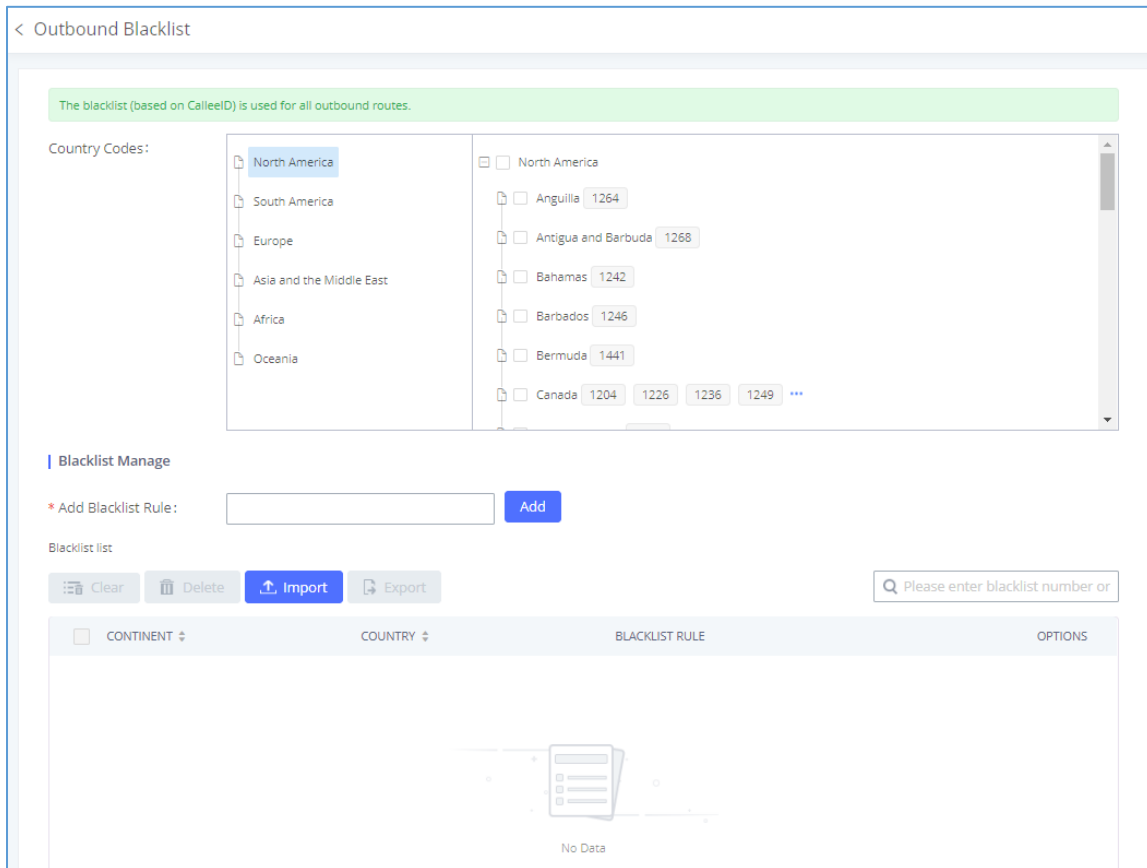 Outbound Blacklist
The blacklist (based on CalleeID) is used for all outbound routes.
Country Codes:
North America
South America
Europe
Asia and the Middle East
Africa
Oceania
North America
Anguilla 1264
Antigua and Barbuda 1268
Bahamas 1242
Barbados 1246
Bermuda 1441
Canada 1204 1226 1236 1249 •••
Blacklist Manage
* Add Blacklist Rule: Add
Blacklist list
Clear Delete Import Export Please enter blacklist number or
CONTINENT COUNTRY BLACKLIST RULE OPTIONS
No Data